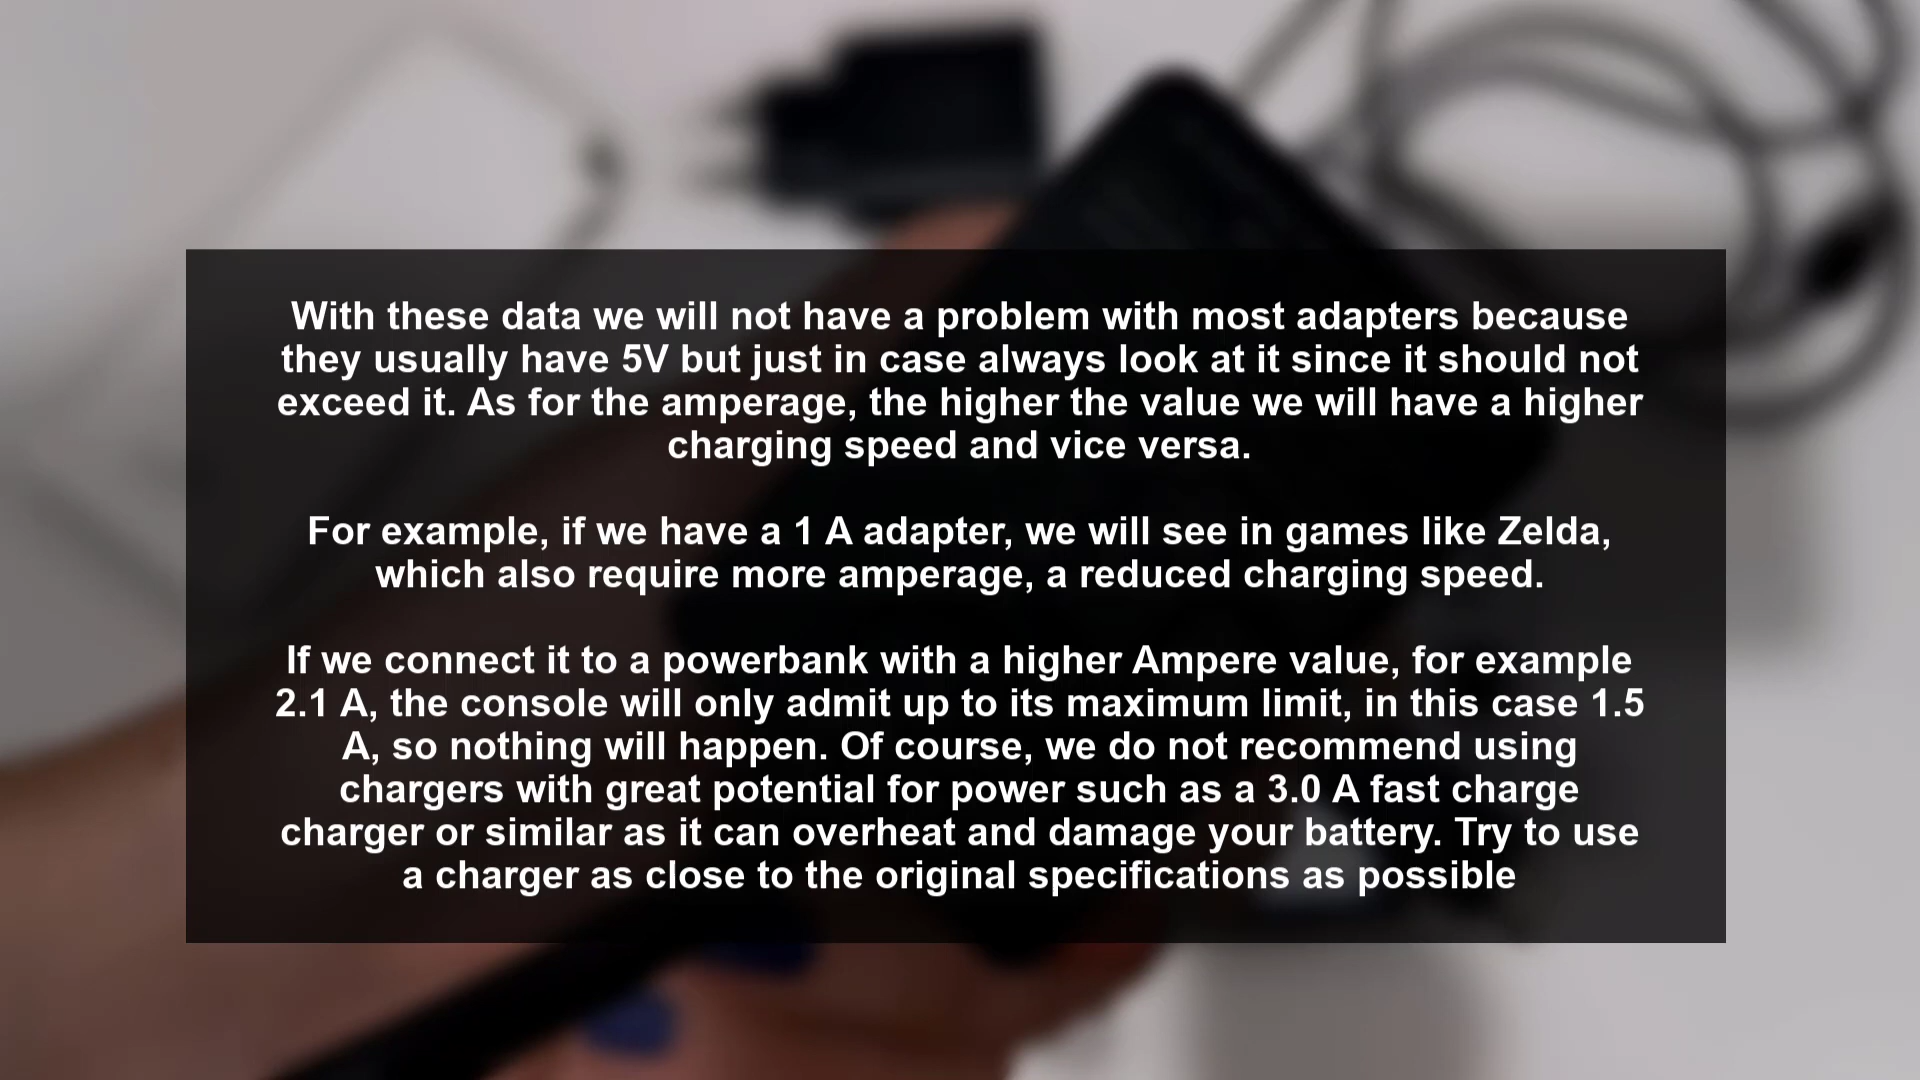 With these data we will not have a problem with most adapters because
they usually have 5V but just in case always look at it since it should not
exceed it. As for the amperage, the higher the value we will have a higher
charging speed and vice versa.
For example, if we have a 1 A adapter, we will see in games like Zelda,
which also require more amperage, a reduced charging speed.
If we connect it to a powerbank with a higher Ampere value, for example
2.1 A, the console will only admit up to its maximum limit, in this case 1.5
A, so nothing will happen. Of course, we do not recommend using
chargers with great potential for power such as a 3.0 A fast charge
charger or similar as it can overheat and damage your battery. Try to use
a charger as close to the original specifications as possible